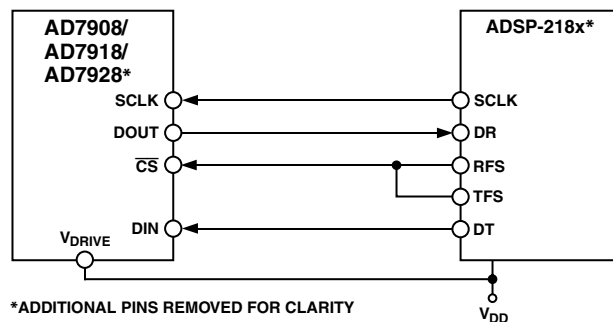 AD7908/
AD7918/
AD7928*
ADSP-218x*
SCLK
SCLK
DOUT
DR
CS
RFS
TFS
DIN
DT
VDRIVE
*ADDITIONAL PINS REMOVED FOR CLARITY
VDD